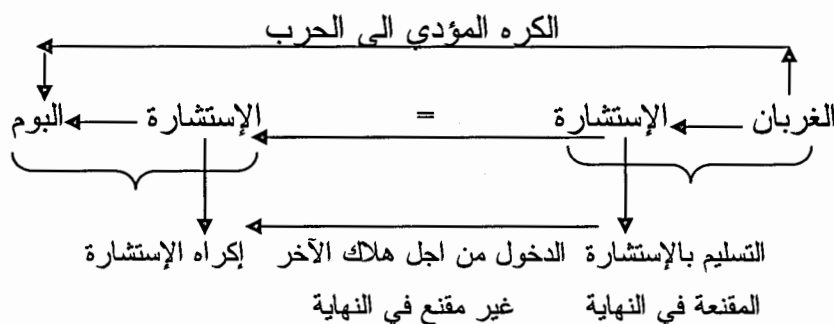 الكره المؤدي الى الحرب
الغربان الإستشارة = الإستشارة البوم
التسليم بالإستشارة الدخول من اجل هلاك الآخر إكراه الإستشارة
المقنعة في النهاية غير مقنع في النهاية